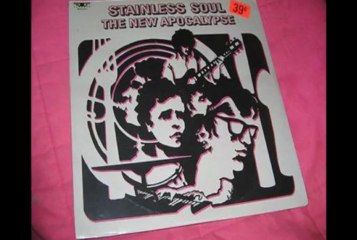 STAINLESS SOUL
39¢
THE NEW APOCALYPSE